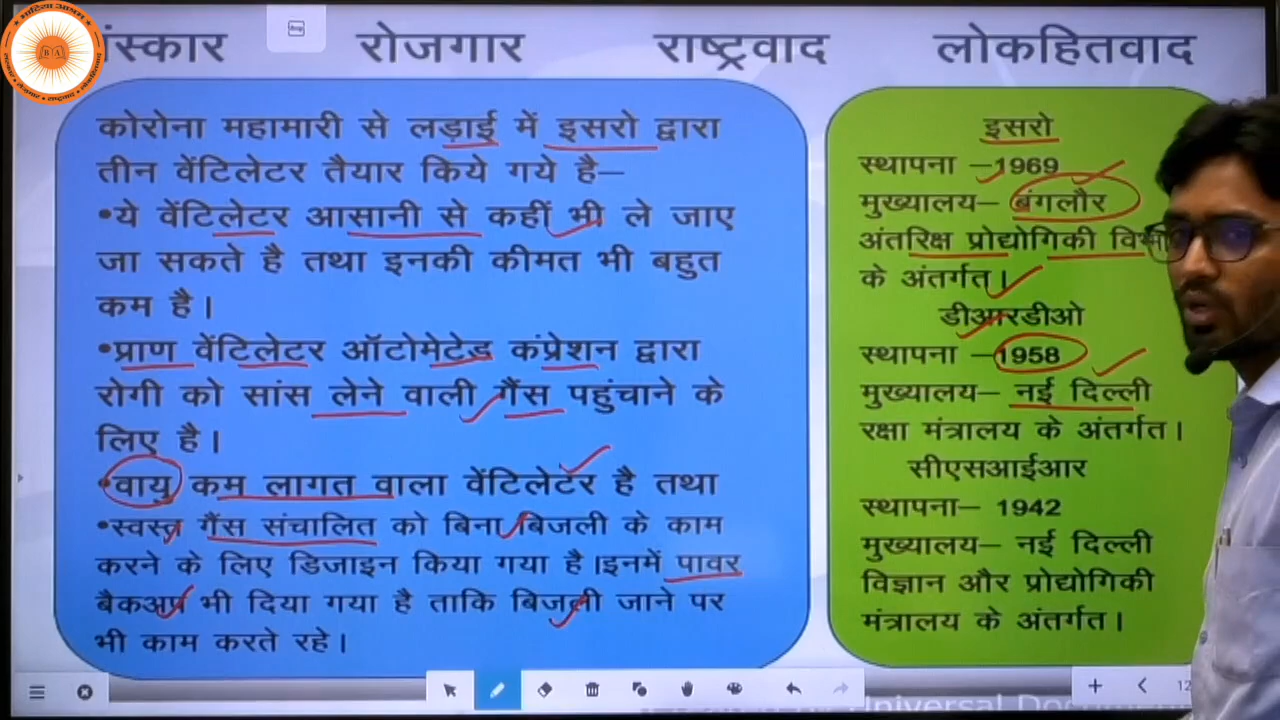 संस्कार रोजगार राष्ट्रवाद लोकहितवाद
कोरोना महामारी से लड़ाई में इसरो द्वारा
तीन वेंटिलेटर तैयार किये गये है–
•ये वेंटिलेटर आसानी से कहीं भी ले जाए
जा सकते है तथा इनकी कीमत भी बहुत
कम है।
•प्राण वेंटिलेटर ऑटोमेटेड कंप्रेशन द्वारा
रोगी को सांस लेने वाली गैंस पहुंचाने के
लिए है।
•वायु कम लागत वाला वेंटिलेटर है तथा
•स्वस्त गैंस संचालित को बिना बिजली के काम
करने के लिए डिजाइन किया गया है।इनमें पावर
बैकअप भी दिया गया है ताकि बिजली जाने पर
भी काम करते रहे।
इसरो
स्थापना –1969
मुख्यालय– बंगलौर
अंतरिक्ष प्रोद्योगिकी
के अंतर्गत।
डीआरडीओ
स्थापना –1958
मुख्यालय– नई दिल्ली
रक्षा मंत्रालय के अंतर्गत।
सीएसआईआर
स्थापना– 1942
मुख्यालय– नई दिल्ली
विज्ञान और प्रोद्योगिकी
मंत्रालय के अंतर्गत।
12
Universal